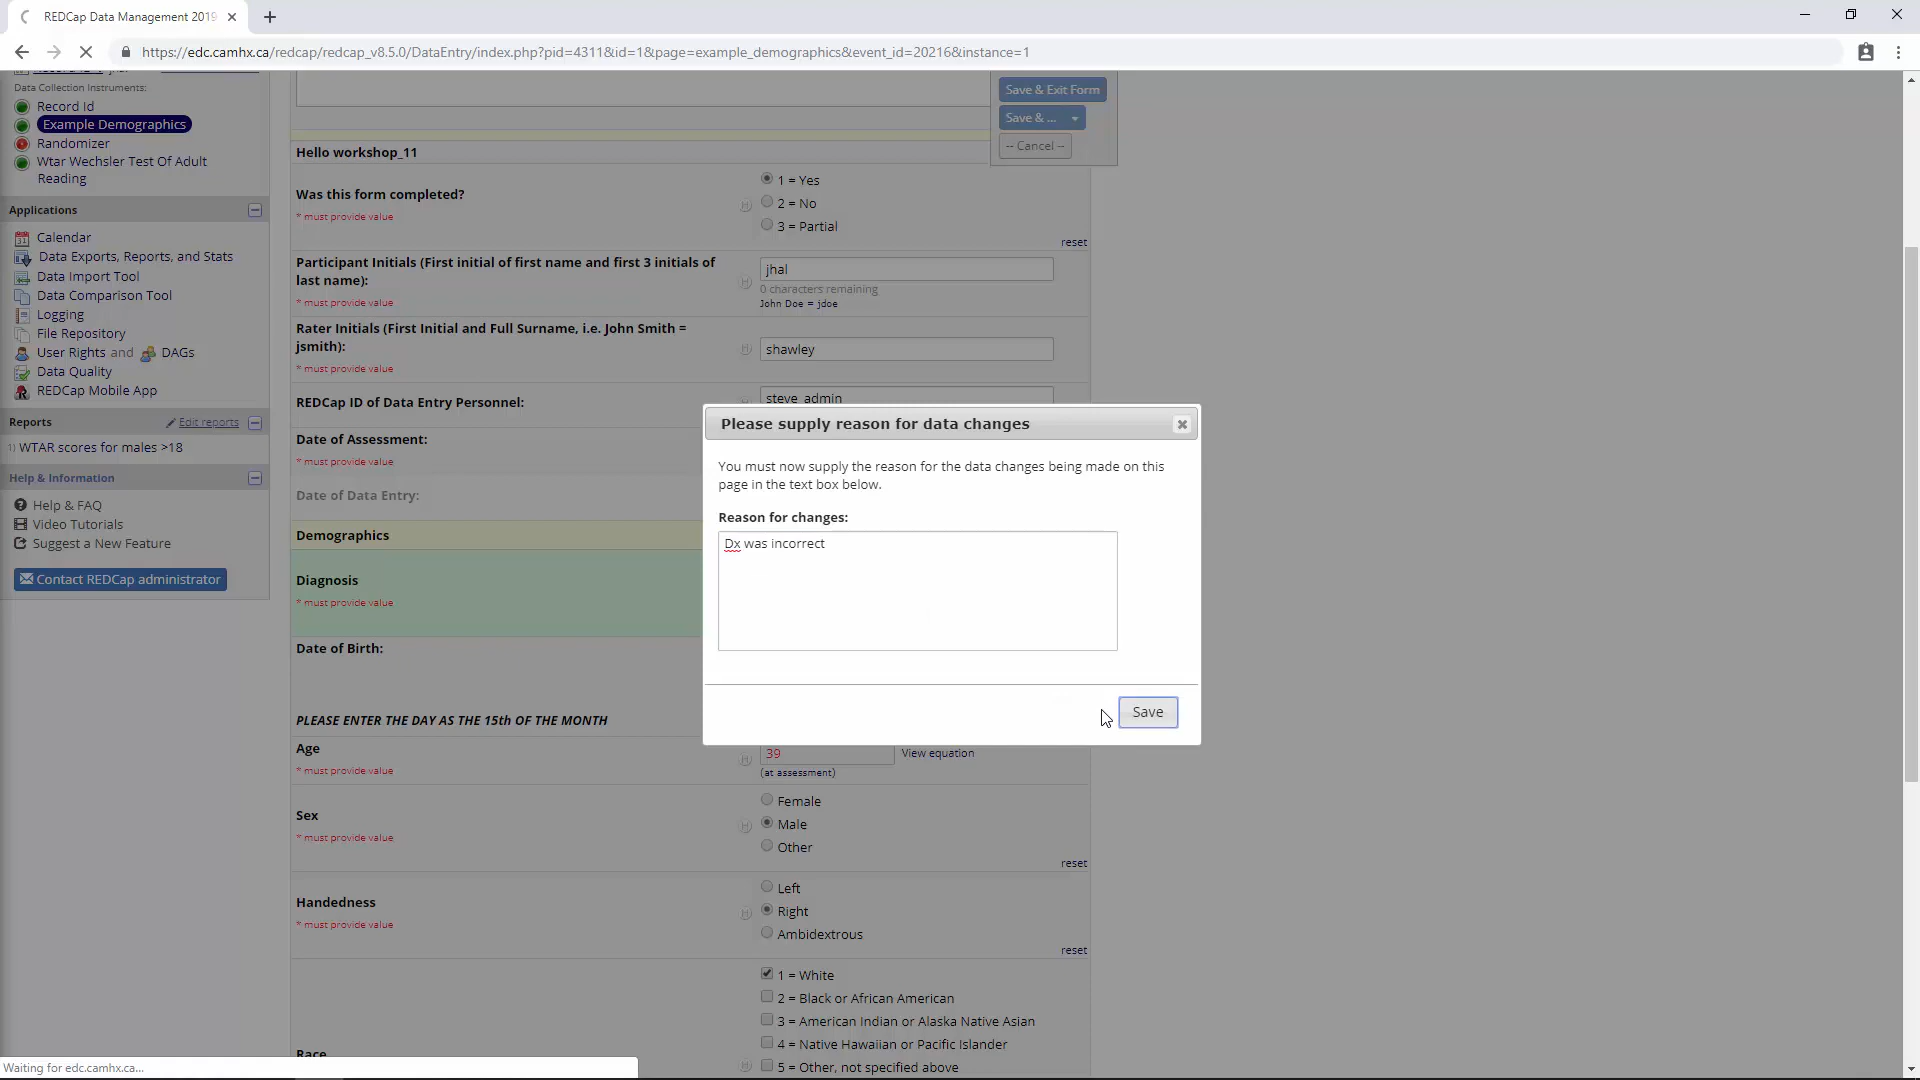 REDCap Data Management 2019
https://edc.camhx.ca/redcap/redcap_v8.5.0/DataEntry/index.php?pid=4311&id=1&page=example_demographics&event_id=20216&instance=1
Data Collection Instruments:
Record Id
Example Demographics
Randomizer
Wtar Wechsler Test Of Adult
Reading
Applications
Calendar
Data Exports, Reports, and Stats
Data Import Tool
Data Comparison Tool
Logging
File Repository
User Rights and DAGs
Data Quality
REDCap Mobile App
Reports
Edit reports
1) WTAR scores for males >18
Help & Information
Help & FAQ
Video Tutorials
Suggest a New Feature
Contact REDCap administrator
Save & Exit Form
Save & ...
-- Cancel --
Hello workshop_11
Was this form completed?
* must provide value
1 = Yes
2 = No
3 = Partial
reset
Participant Initials (First initial of first name and first 3 initials of
last name):
* must provide value
jhal
0 characters remaining
John Doe = jdoe
Rater Initials (First Initial and Full Surname, i.e. John Smith =
jsmith):
* must provide value
shawley
REDCap ID of Data Entry Personnel:
steve_admin
Date of Assessment:
* must provide value
Date of Data Entry:
Demographics
Diagnosis
* must provide value
Date of Birth:
PLEASE ENTER THE DAY AS THE 15th OF THE MONTH
Please supply reason for data changes
You must now supply the reason for the data changes being made on this
page in the text box below.
Reason for changes:
Dx was incorrect
Save
Age
* must provide value
39
View equation
(at assessment)
Sex
* must provide value
Female
Male
Other
reset
Handedness
* must provide value
Left
Right
Ambidextrous
reset
Race
1 = White
2 = Black or African American
3 = American Indian or Alaska Native Asian
4 = Native Hawaiian or Pacific Islander
5 = Other, not specified above
Waiting for edc.camhx.ca...